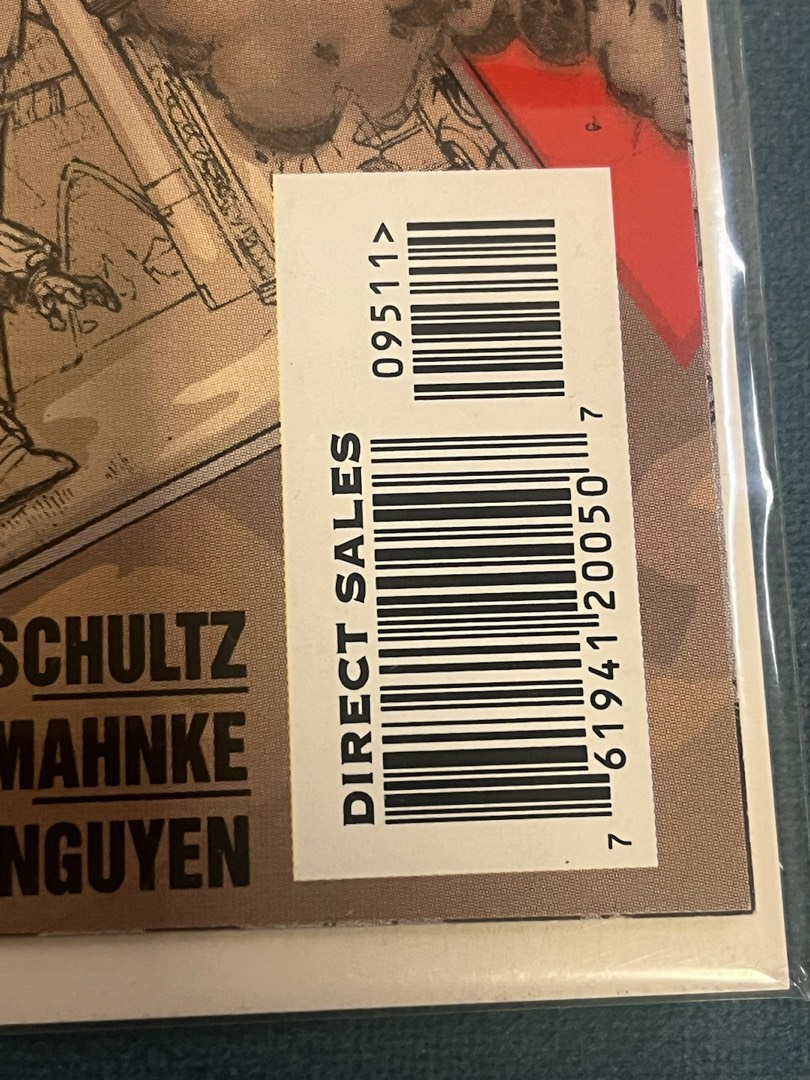 SCHULTZ
MAHNKE
NGUYEN
DIRECT SALES
09511>
7 61941 20050 7